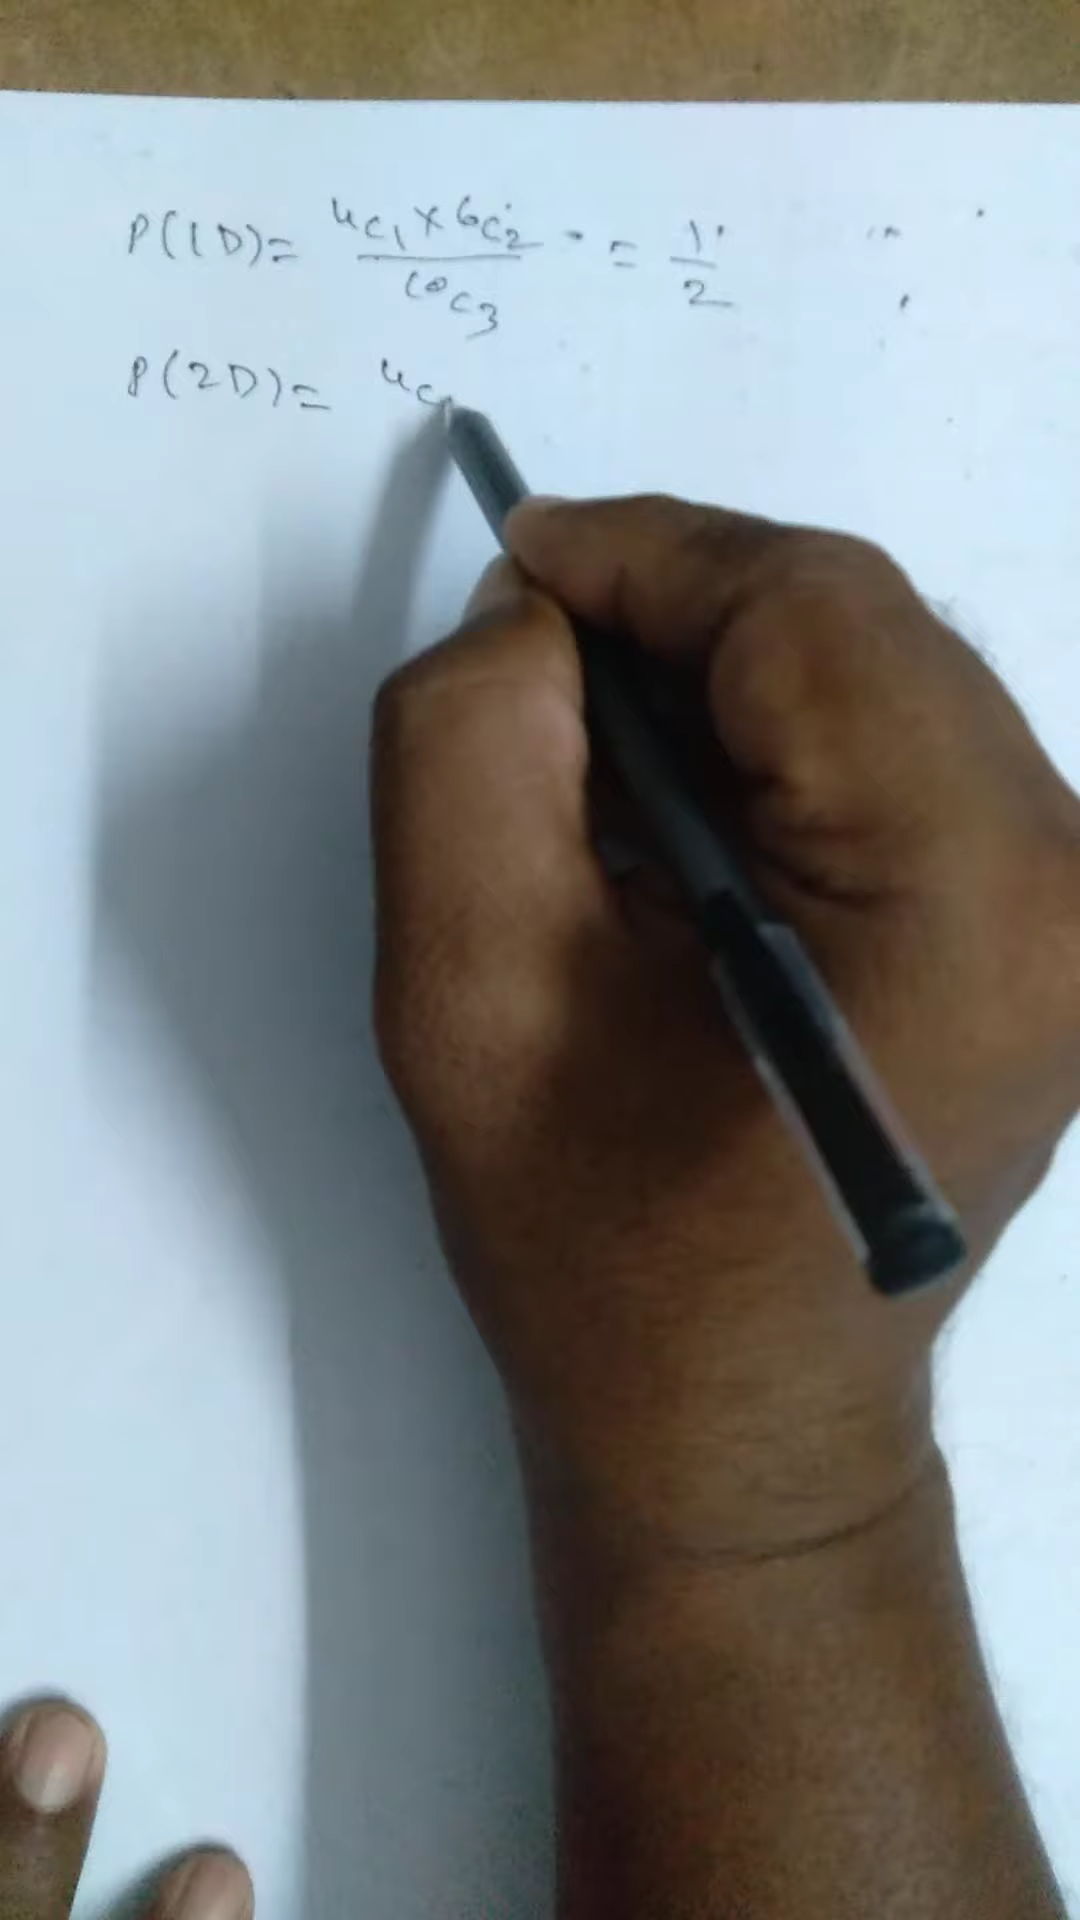 P(1D)= 4c1 × 6c2 / 10c3 = 1/2
P(2D)= 4c